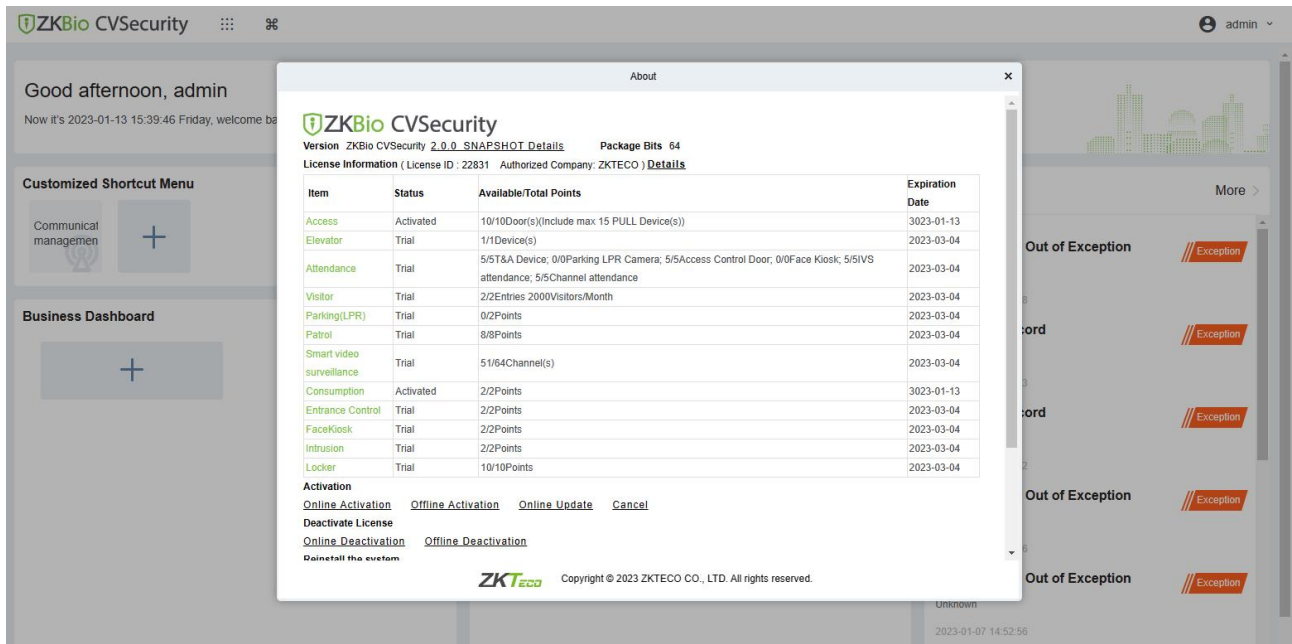 ZKBio CVSecurity
admin
Good afternoon, admin
Now it's 2023-01-13 15:39:46 Friday, welcome ba
Customized Shortcut Menu
Communicat
managemen
Business Dashboard
About
ZKBio CVSecurity
Version ZKBio CVSecurity 2.0.0_SNAPSHOT Details Package Bits 64
License Information ( License ID : 22831 Authorized Company: ZKTECO ) Details
Item Status Available/Total Points Expiration Date
Access Activated 10/10Door(s)(Include max 15 PULL Device(s)) 3023-01-13
Elevator Trial 1/1Device(s) 2023-03-04
Attendance Trial 5/5T&A Device; 0/0Parking LPR Camera; 5/5Access Control Door; 0/0Face Kiosk; 5/5IVS attendance; 5/5Channel attendance 2023-03-04
Visitor Trial 2/2Entries 2000Visitors/Month 2023-03-04
Parking(LPR) Trial 0/2Points 2023-03-04
Patrol Trial 8/8Points 2023-03-04
Smart video surveillance Trial 51/64Channel(s) 2023-03-04
Consumption Activated 2/2Points 3023-01-13
Entrance Control Trial 2/2Points 2023-03-04
FaceKiosk Trial 2/2Points 2023-03-04
Intrusion Trial 2/2Points 2023-03-04
Locker Trial 10/10Points 2023-03-04
Activation
Online Activation Offline Activation Online Update Cancel
Deactivate License
Online Deactivation Offline Deactivation
Reinstall the system
ZKTECO Copyright © 2023 ZKTECO CO., LTD. All rights reserved.
More
Out of Exception
Exception
8
cord
Exception
3
cord
Exception
2
Out of Exception
Exception
6
Out of Exception
Exception
Unknown
2023-01-07 14:52:56